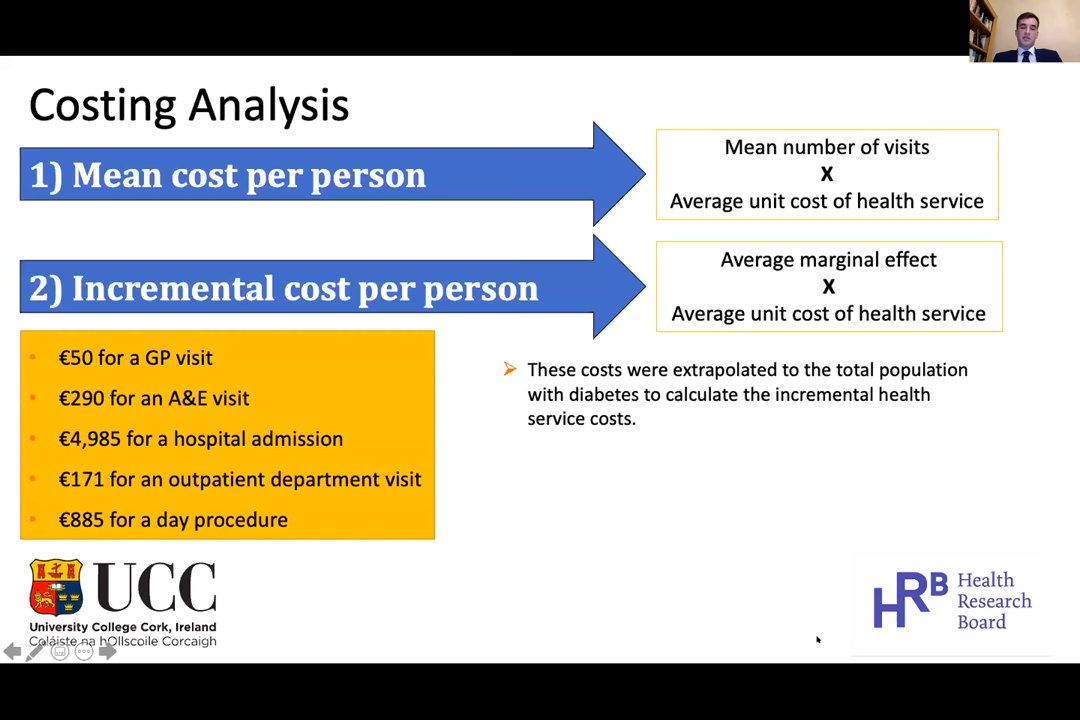 Costing Analysis
1) Mean cost per person
Mean number of visits
X
Average unit cost of health service
2) Incremental cost per person
Average marginal effect
X
Average unit cost of health service
• €50 for a GP visit
• €290 for an A&E visit
• €4,985 for a hospital admission
• €171 for an outpatient department visit
• €885 for a day procedure
➢ These costs were extrapolated to the total population
with diabetes to calculate the incremental health
service costs.
UCC
University College Cork, Ireland
Coláiste na hOllscoile Corcaigh
HRB
Health
Research
Board